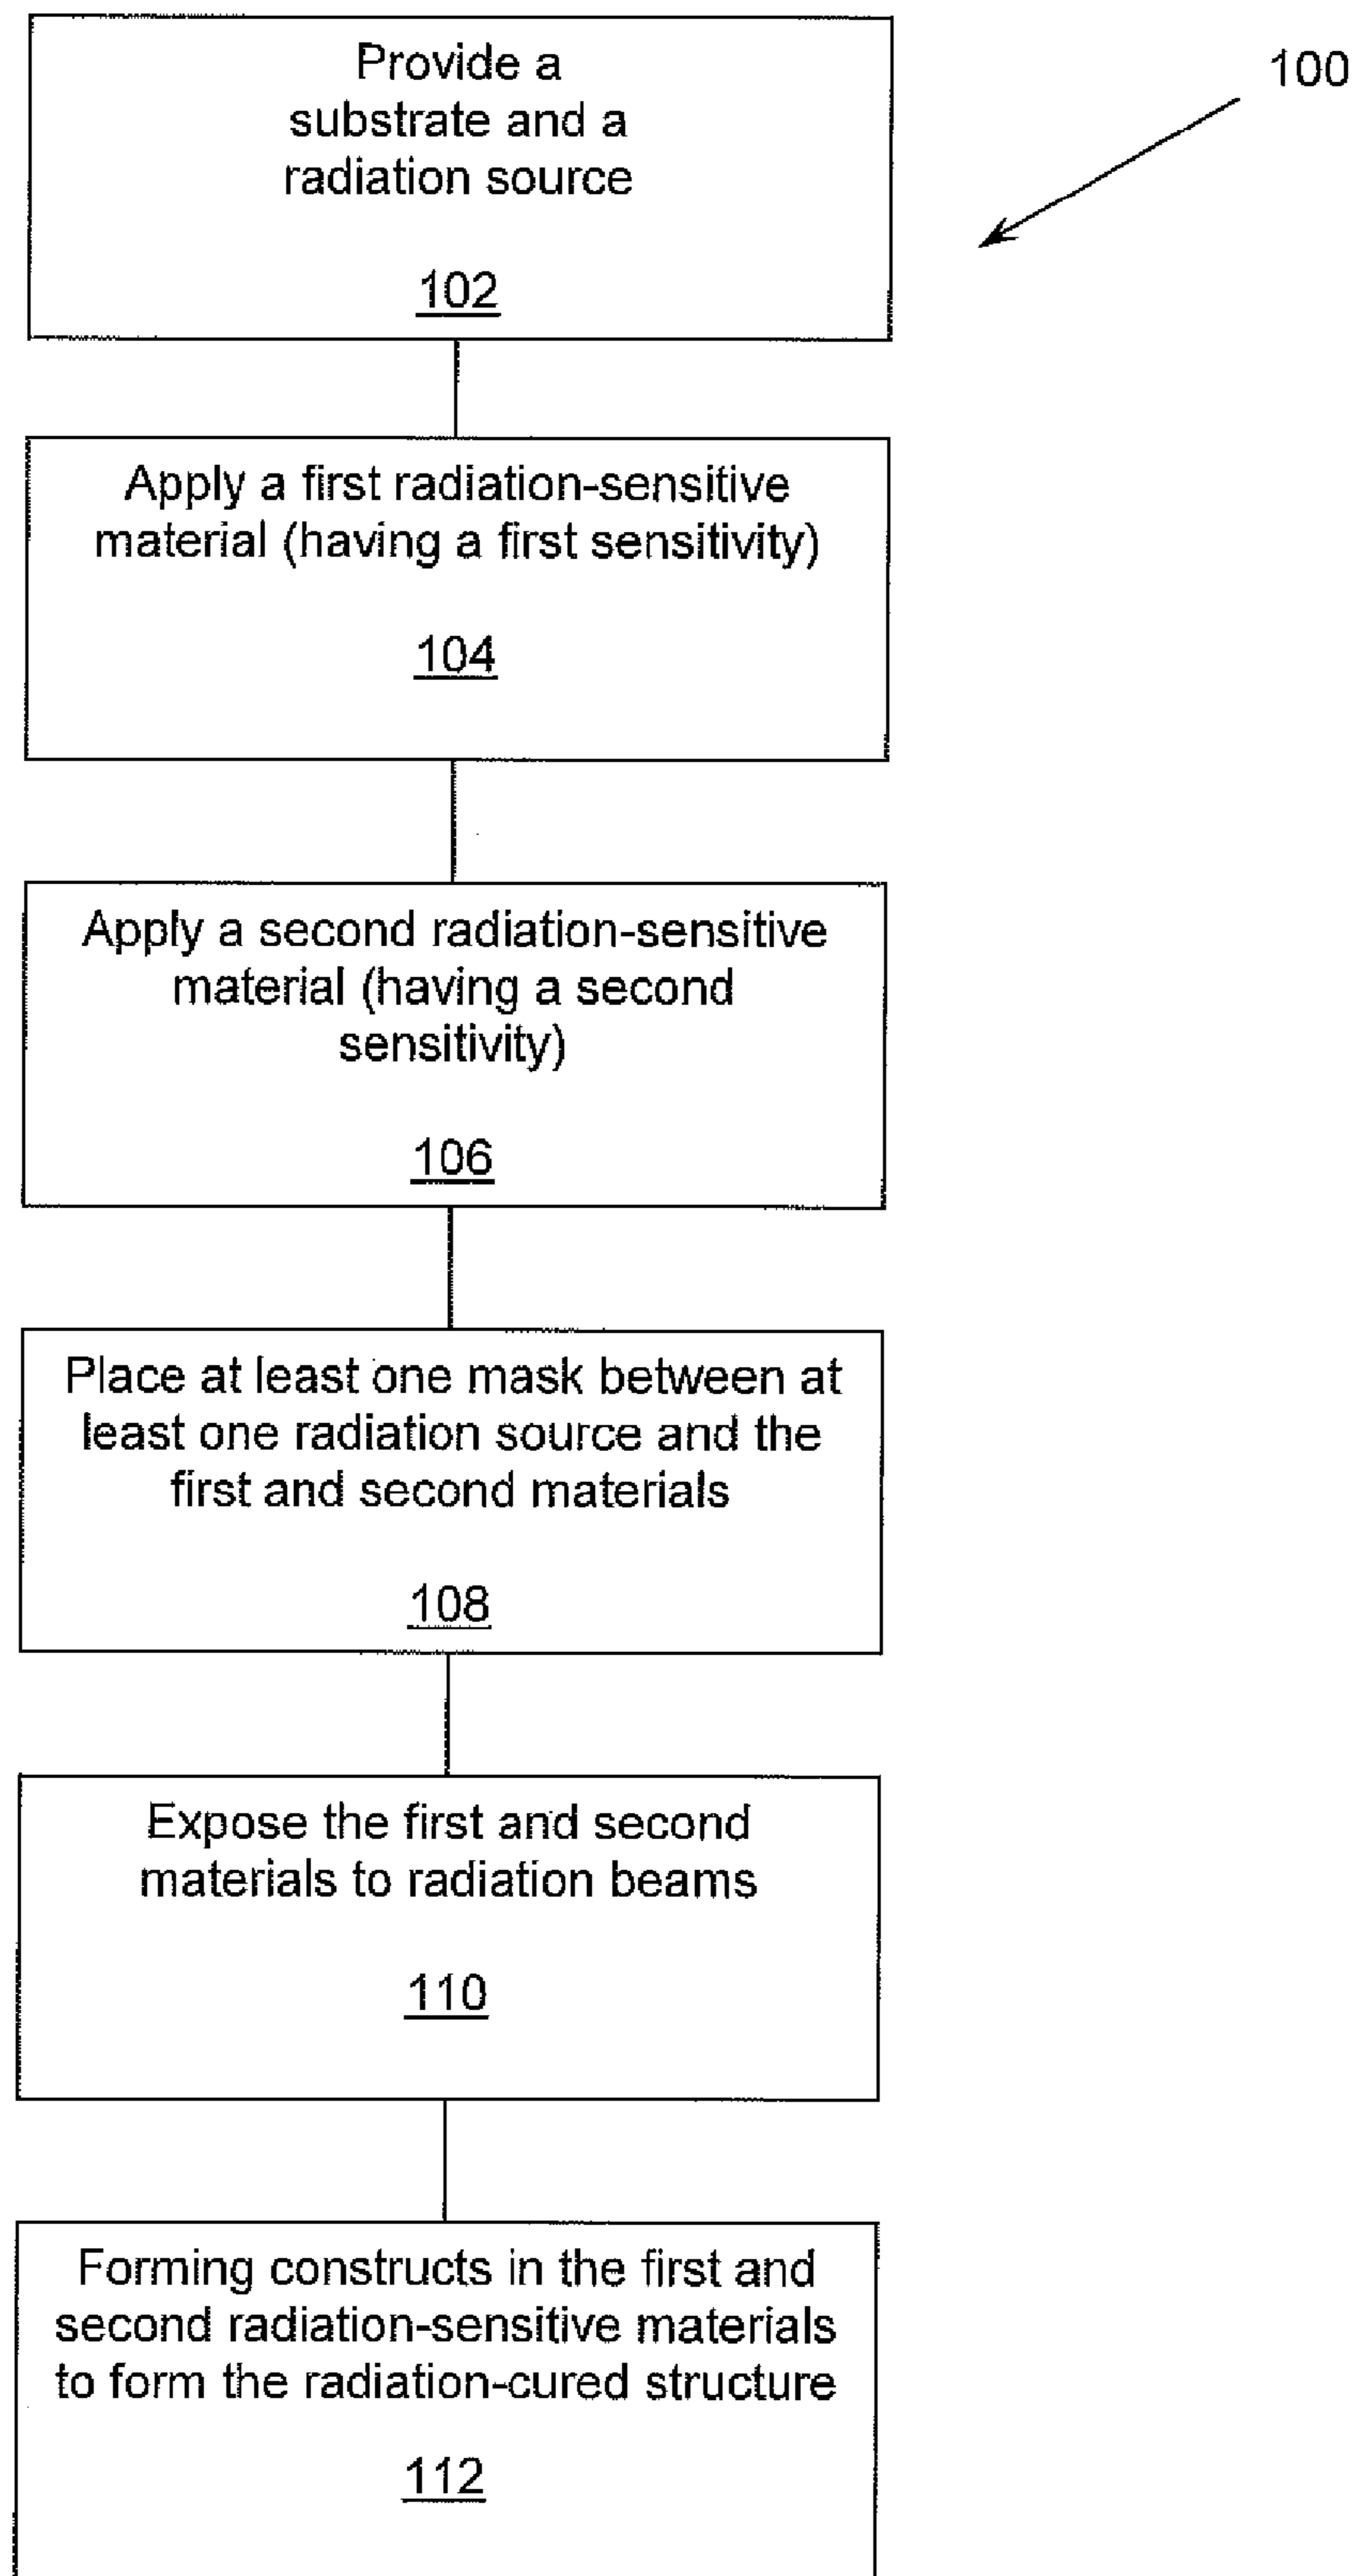 100
Provide a
substrate and a
radiation source
102
Apply a first radiation-sensitive
material (having a first sensitivity)
104
Apply a second radiation-sensitive
material (having a second
sensitivity)
106
Place at least one mask between at
least one radiation source and the
first and second materials
108
Expose the first and second
materials to radiation beams
110
Forming constructs in the first and
second radiation-sensitive materials
to form the radiation-cured structure
112